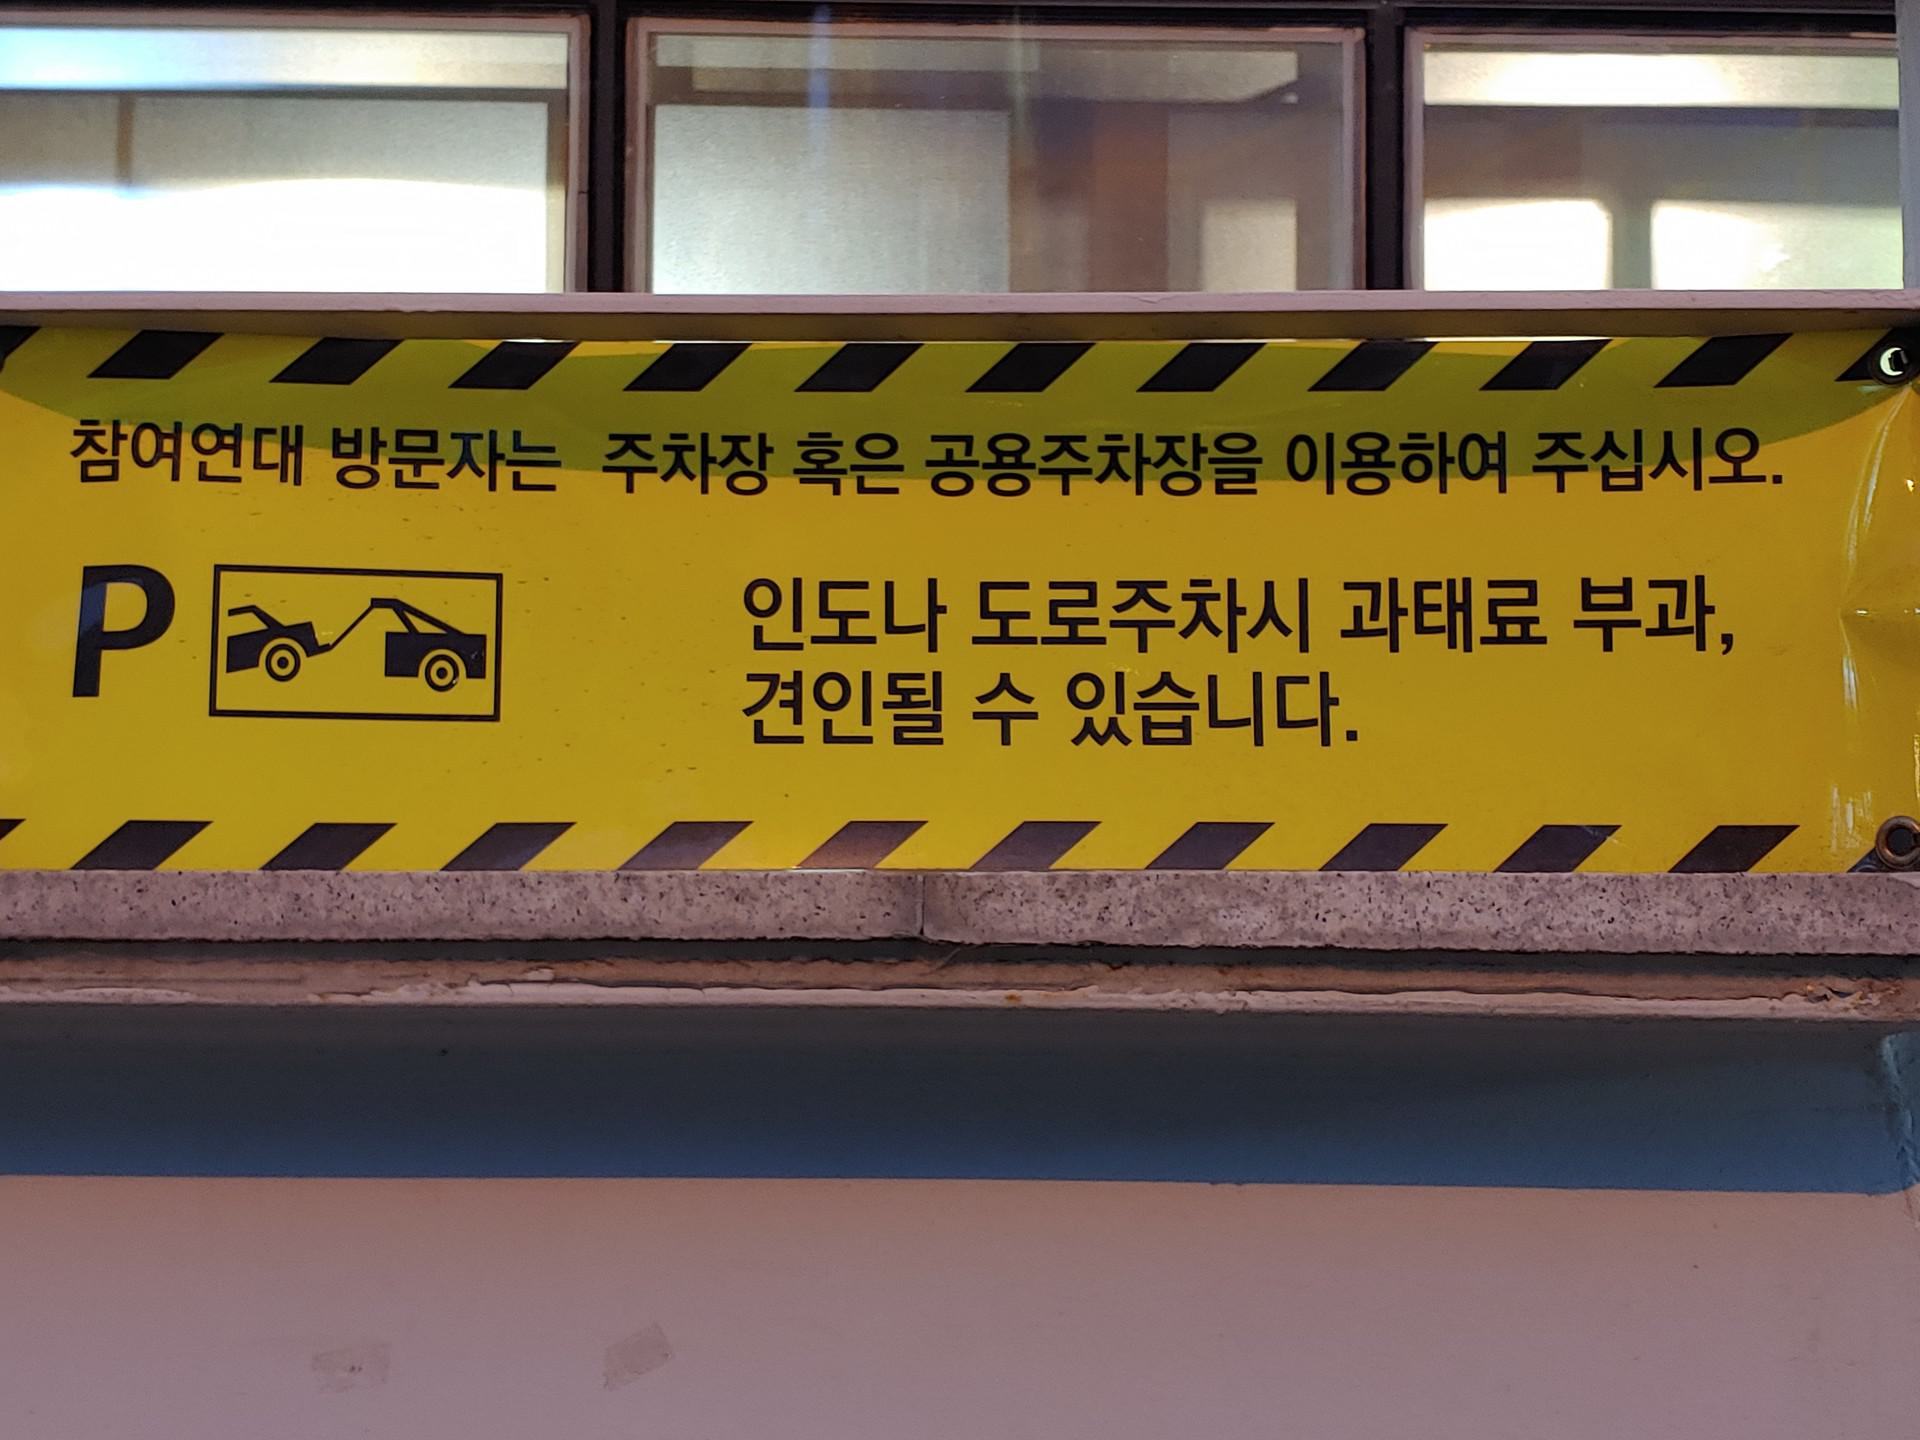 참여연대 방문자는 주차장 혹은 공용주차장을 이용하여 주십시오.
P
인도나 도로주차시 과태료 부과,
견인될 수 있습니다.